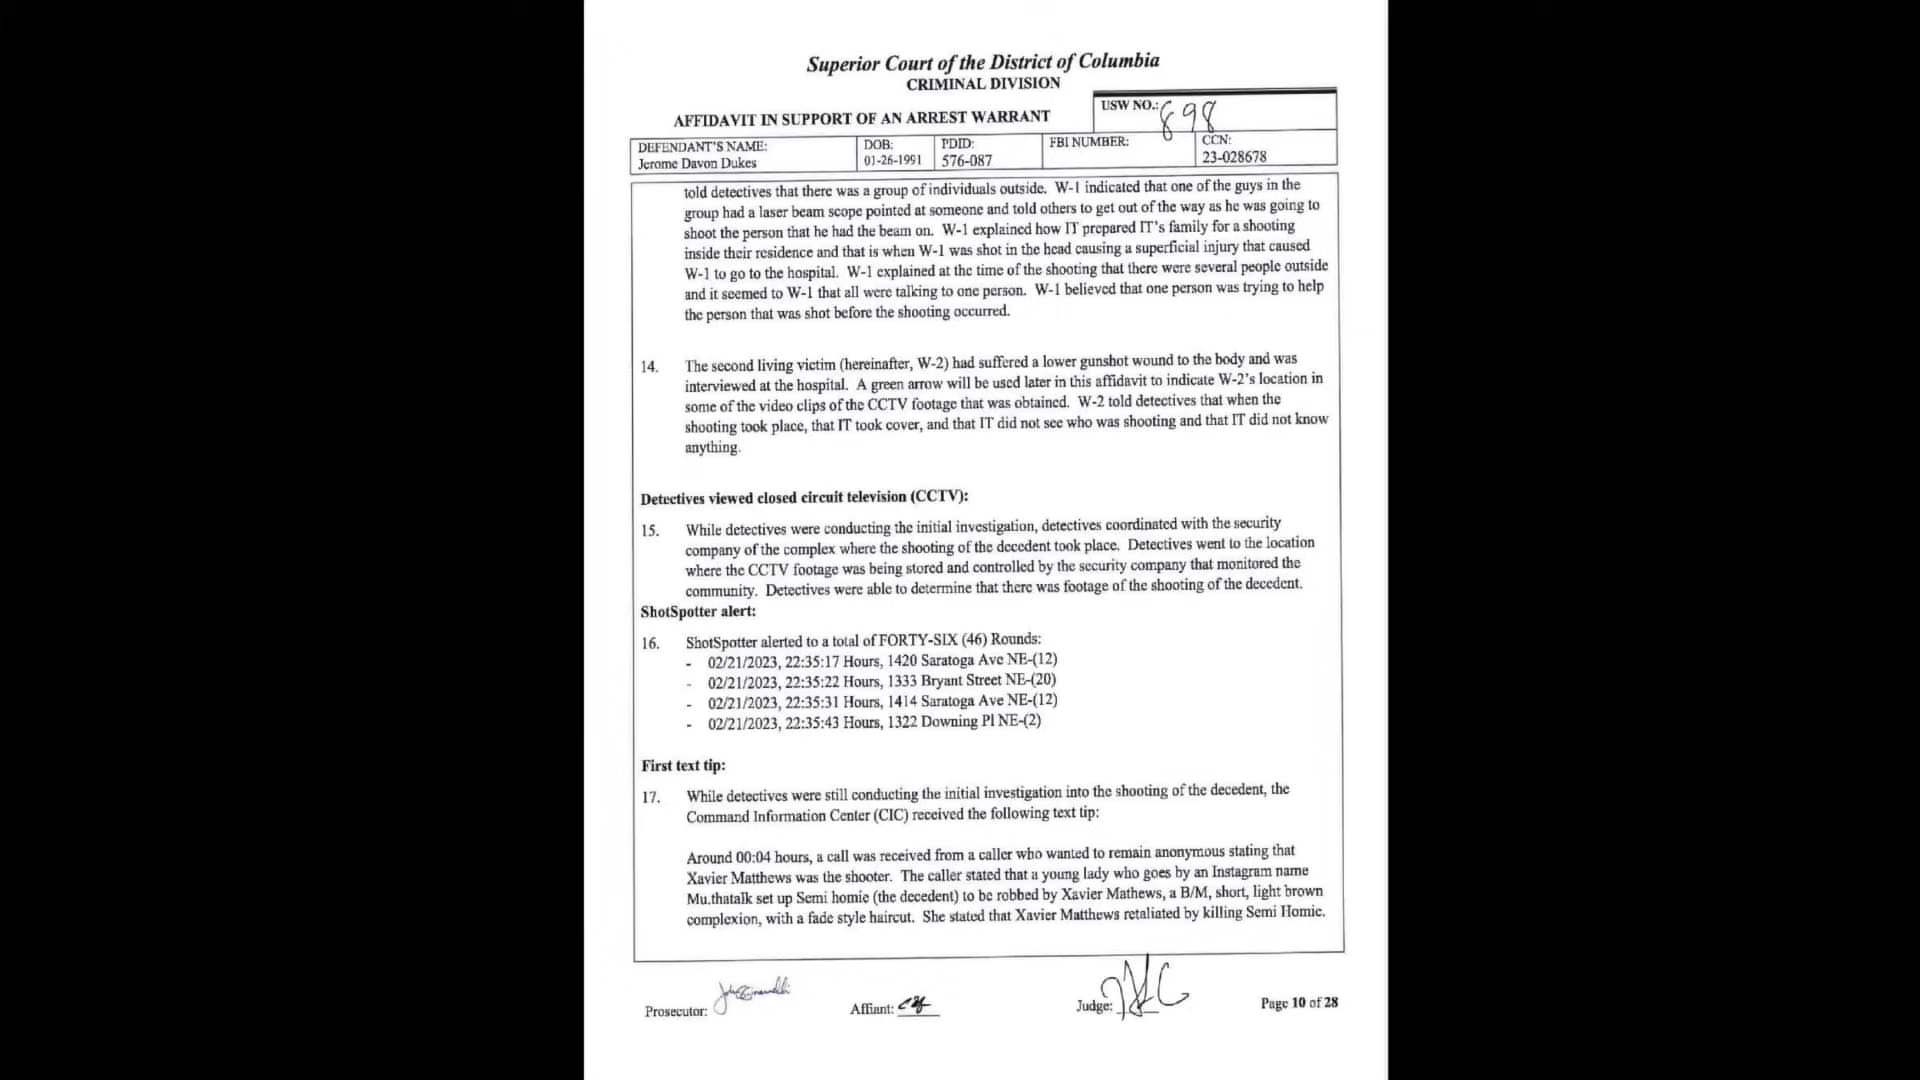 Superior Court of the District of Columbia
CRIMINAL DIVISION
AFFIDAVIT IN SUPPORT OF AN ARREST WARRANT
USW NO.: 898
DEFENDANT'S NAME:
Jerome Davon Dukes
DOB:
01-26-1991
PDID:
576-087
FBI NUMBER:
CCN:
23-028678
told detectives that there was a group of individuals outside. W-1 indicated that one of the guys in the
group had a laser beam scope pointed at someone and told others to get out of the way as he was going to
shoot the person that he had the beam on. W-1 explained how IT prepared IT's family for a shooting
inside their residence and that is when W-1 was shot in the head causing a superficial injury that caused
W-1 to go to the hospital. W-1 explained at the time of the shooting that there were several people outside
and it seemed to W-1 that all were talking to one person. W-1 believed that one person was trying to help
the person that was shot before the shooting occurred.
14. The second living victim (hereinafter, W-2) had suffered a lower gunshot wound to the body and was
interviewed at the hospital. A green arrow will be used later in this affidavit to indicate W-2's location in
some of the video clips of the CCTV footage that was obtained. W-2 told detectives that when the
shooting took place, that IT took cover, and that IT did not see who was shooting and that IT did not know
anything.
Detectives viewed closed circuit television (CCTV):
15. While detectives were conducting the initial investigation, detectives coordinated with the security
company of the complex where the shooting of the decedent took place. Detectives went to the location
where the CCTV footage was being stored and controlled by the security company that monitored the
community. Detectives were able to determine that there was footage of the shooting of the decedent.
ShotSpotter alert:
16. ShotSpotter alerted to a total of FORTY-SIX (46) Rounds:
- 02/21/2023, 22:35:17 Hours, 1420 Saratoga Ave NE-(12)
- 02/21/2023, 22:35:22 Hours, 1333 Bryant Street NE-(20)
- 02/21/2023, 22:35:31 Hours, 1414 Saratoga Ave NE-(12)
- 02/21/2023, 22:35:43 Hours, 1322 Downing Pl NE-(2)
First text tip:
17. While detectives were still conducting the initial investigation into the shooting of the decedent, the
Command Information Center (CIC) received the following text tip:
Around 00:04 hours, a call was received from a caller who wanted to remain anonymous stating that
Xavier Matthews was the shooter. The caller stated that a young lady who goes by an Instagram name
Mu.thatalk set up Semi homie (the decedent) to be robbed by Xavier Mathews, a B/M, short, light brown
complexion, with a fade style haircut. She stated that Xavier Matthews retaliated by killing Semi Homie.
Prosecutor:
Affiant:
Judge:
Page 10 of 28